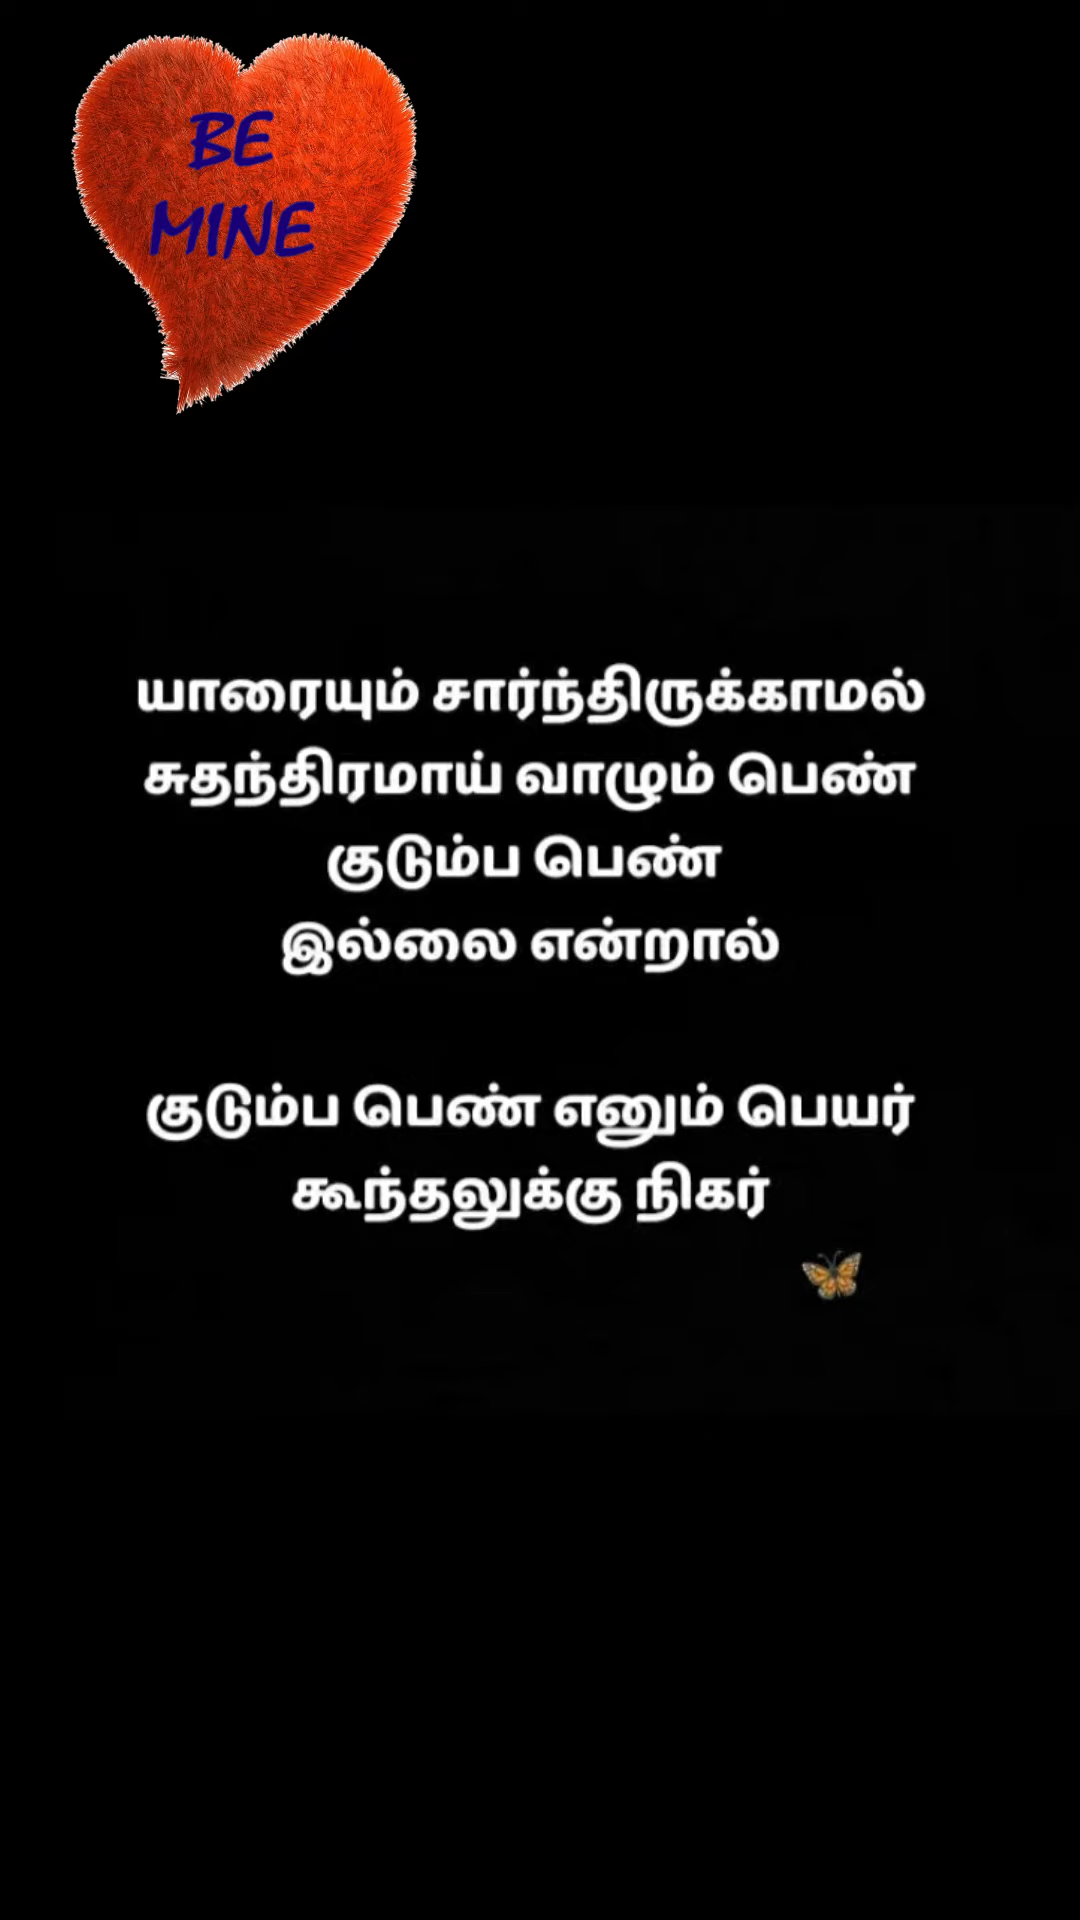 BE
MINE
யாரையும் சார்ந்திருக்காமல்
சுதந்திரமாய் வாழும் பெண்
குடும்ப பெண்
இல்லை என்றால்
குடும்ப பெண் எனும் பெயர்
கூந்தலுக்கு நிகர்